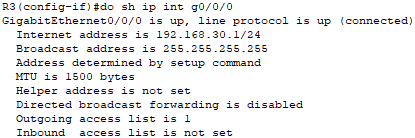 R3(config-if)#do sh ip int g0/0/0
GigabitEthernet0/0/0 is up, line protocol is up (connected)
  Internet address is 192.168.30.1/24
  Broadcast address is 255.255.255.255
  Address determined by setup command
  MTU is 1500 bytes
  Helper address is not set
  Directed broadcast forwarding is disabled
  Outgoing access list is 1
  Inbound  access list is not set